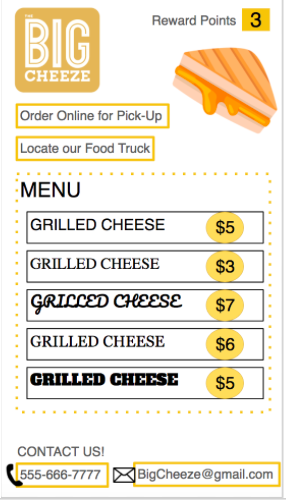 THE
BIG
CHEEZE
Reward Points 3
Order Online for Pick-Up
Locate our Food Truck
MENU
GRILLED CHEESE $5
GRILLED CHEESE $3
GRILLED CHEESE $7
GRILLED CHEESE $6
GRILLED CHEESE $5
CONTACT US!
555-666-7777 BigCheeze@gmail.com